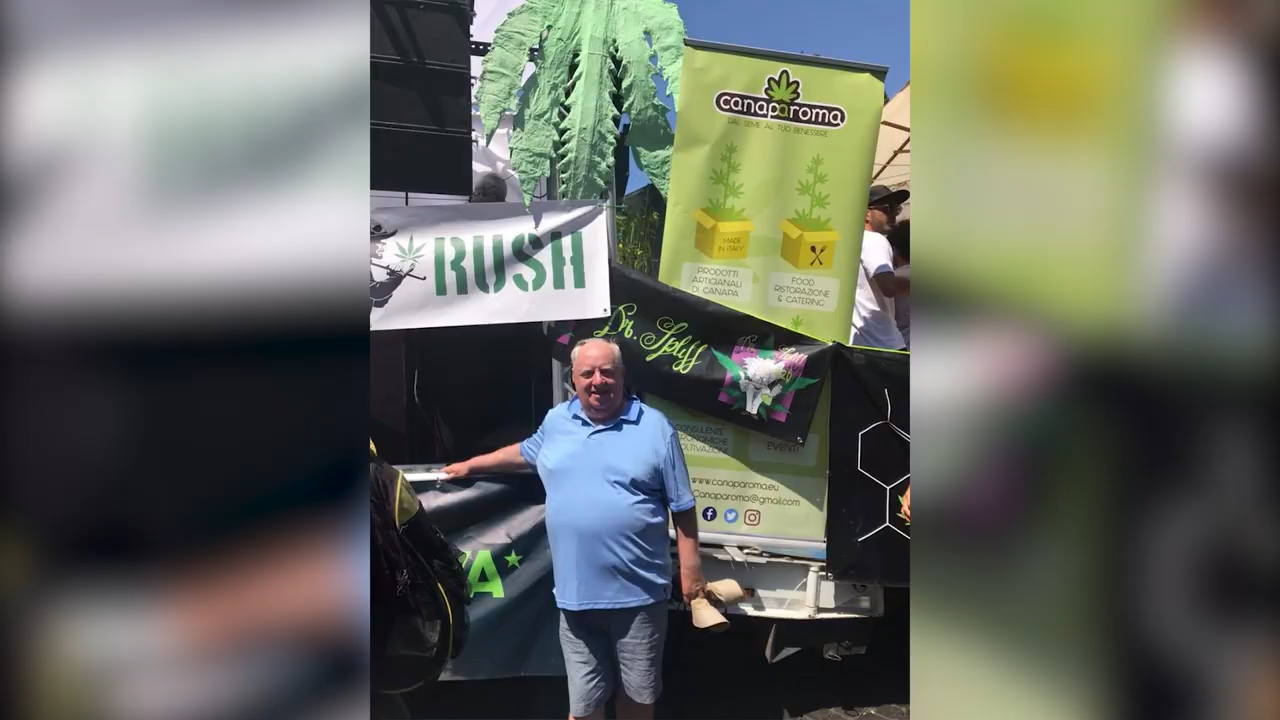 canaparoma
DAL SEME AL TUO BENESSERE
RUSH
MADE
IN ITALY
PRODOTTI
ARTIGIANALI
DI CANAPA
FOOD
RISTORAZIONE
& CATERING
Dr. Spliff
CONSULENZE
EVENTI
www.canaparoma.eu
canaparoma@gmail.com